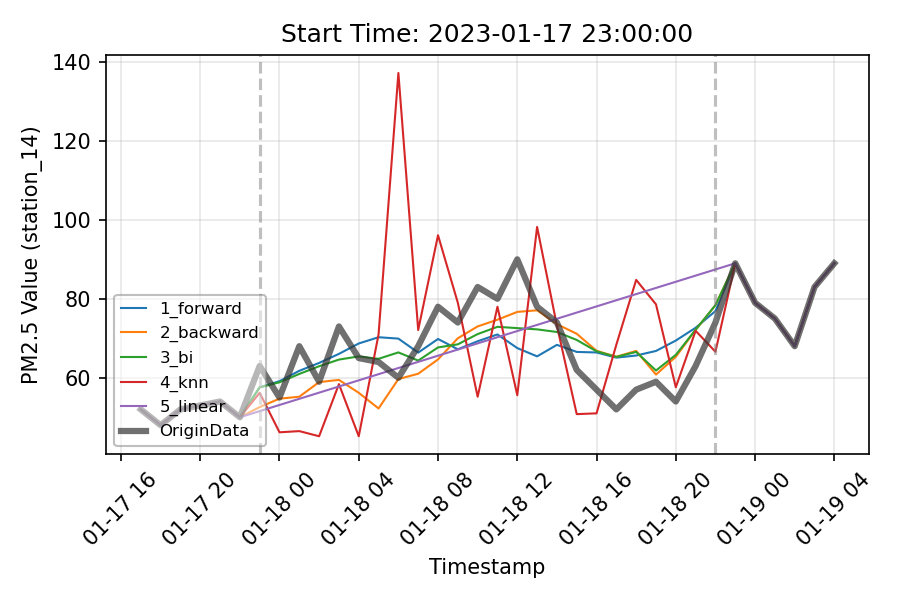 Start Time: 2023-01-17 23:00:00
PM2.5 Value (station_14)
140
120
100
80
60
1_forward
2_backward
3_bi
4_knn
5_linear
OriginData
01-17 16
01-17 20
01-18 00
01-18 04
01-18 08
01-18 12
01-18 16
01-18 20
01-19 00
01-19 04
Timestamp